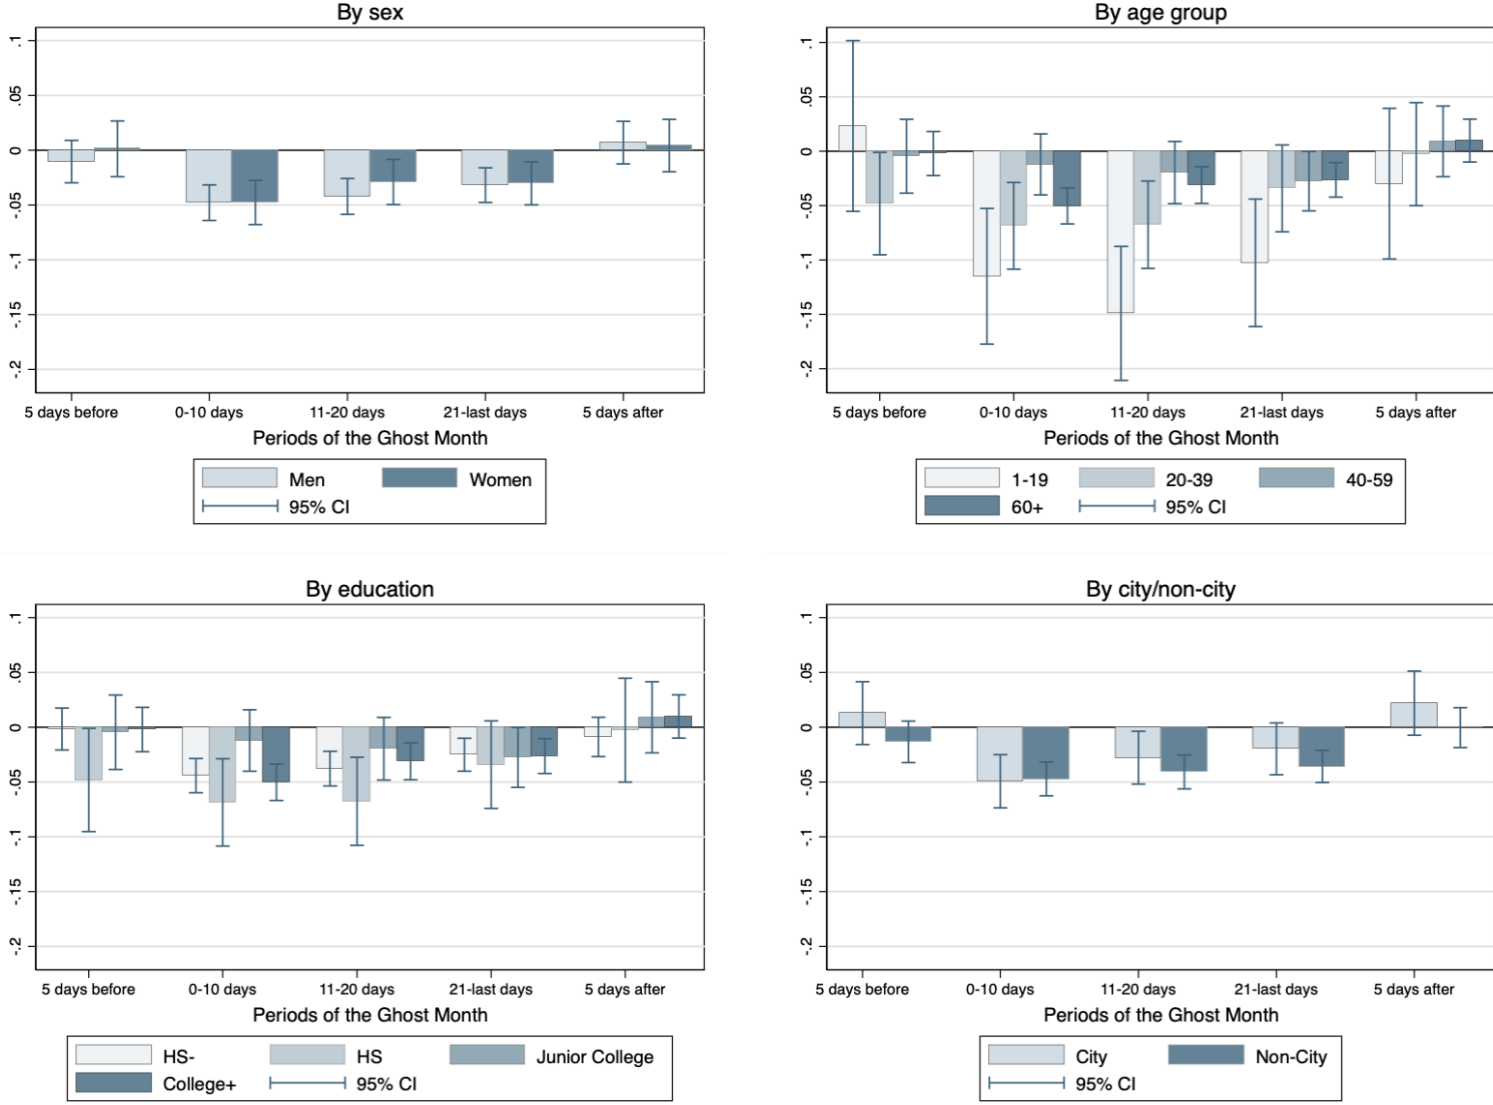 By sex
.1
.05
0
-.05
-.1
-.15
-.2
5 days before 0-10 days 11-20 days 21-last days 5 days after
Periods of the Ghost Month
Men Women
95% CI
By age group
.1
.05
0
-.05
-.1
-.15
-.2
5 days before 0-10 days 11-20 days 21-last days 5 days after
Periods of the Ghost Month
1-19 20-39 40-59
60+ 95% CI
By education
.1
.05
0
-.05
-.1
-.15
-.2
5 days before 0-10 days 11-20 days 21-last days 5 days after
Periods of the Ghost Month
HS- HS Junior College
College+ 95% CI
By city/non-city
.1
.05
0
-.05
-.1
-.15
-.2
5 days before 0-10 days 11-20 days 21-last days 5 days after
Periods of the Ghost Month
City Non-City
95% CI